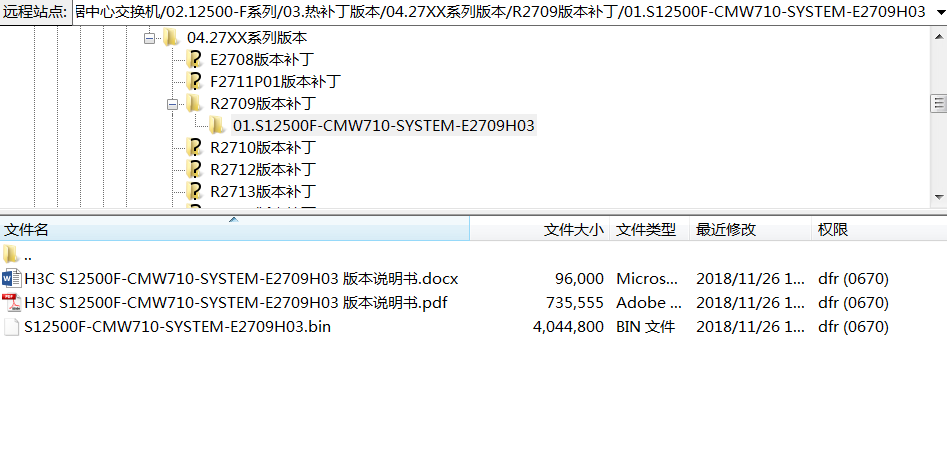 远程站点: 居中心交换机/02.12500-F系列/03.热补丁版本/04.27XX系列版本/R2709版本补丁/01.S12500F-CMW710-SYSTEM-E2709H03
04.27XX系列版本
E2708版本补丁
F2711P01版本补丁
R2709版本补丁
01.S12500F-CMW710-SYSTEM-E2709H03
R2710版本补丁
R2712版本补丁
R2713版本补丁
文件名 文件大小 文件类型 最近修改 权限
..
H3C S12500F-CMW710-SYSTEM-E2709H03 版本说明书.docx 96,000 Micros... 2018/11/26 1... dfr (0670)
H3C S12500F-CMW710-SYSTEM-E2709H03 版本说明书.pdf 735,555 Adobe ... 2018/11/26 1... dfr (0670)
S12500F-CMW710-SYSTEM-E2709H03.bin 4,044,800 BIN 文件 2018/11/26 1... dfr (0670)